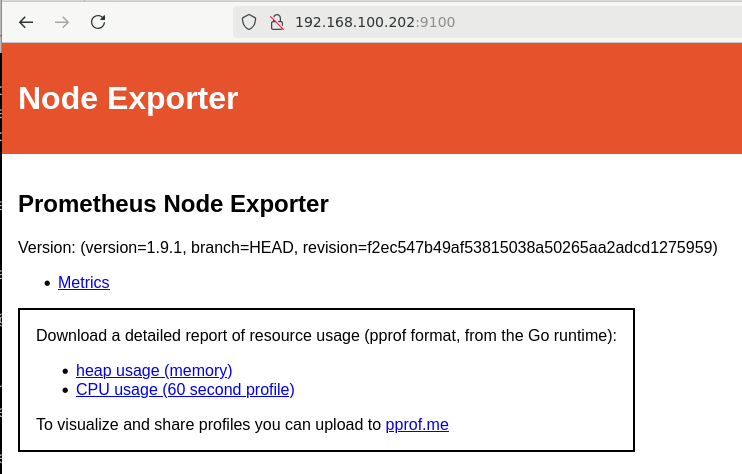 192.168.100.202:9100
Node Exporter
Prometheus Node Exporter
Version: (version=1.9.1, branch=HEAD, revision=f2ec547b49af53815038a50265aa2adcd1275959)
Metrics
Download a detailed report of resource usage (pprof format, from the Go runtime):
heap usage (memory)
CPU usage (60 second profile)
To visualize and share profiles you can upload to pprof.me